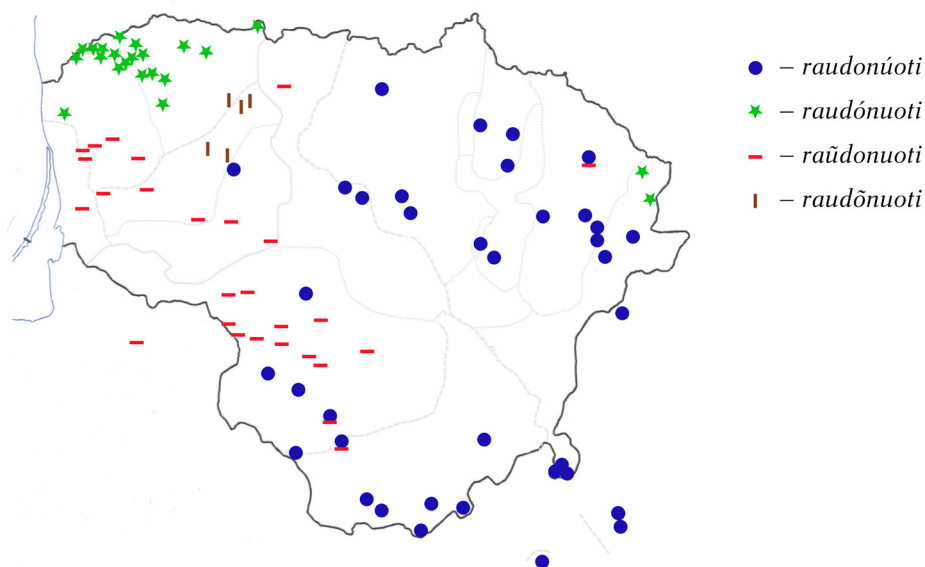 – raudonúoti
– raudónuoti
– raũdonuoti
– raudõnuoti